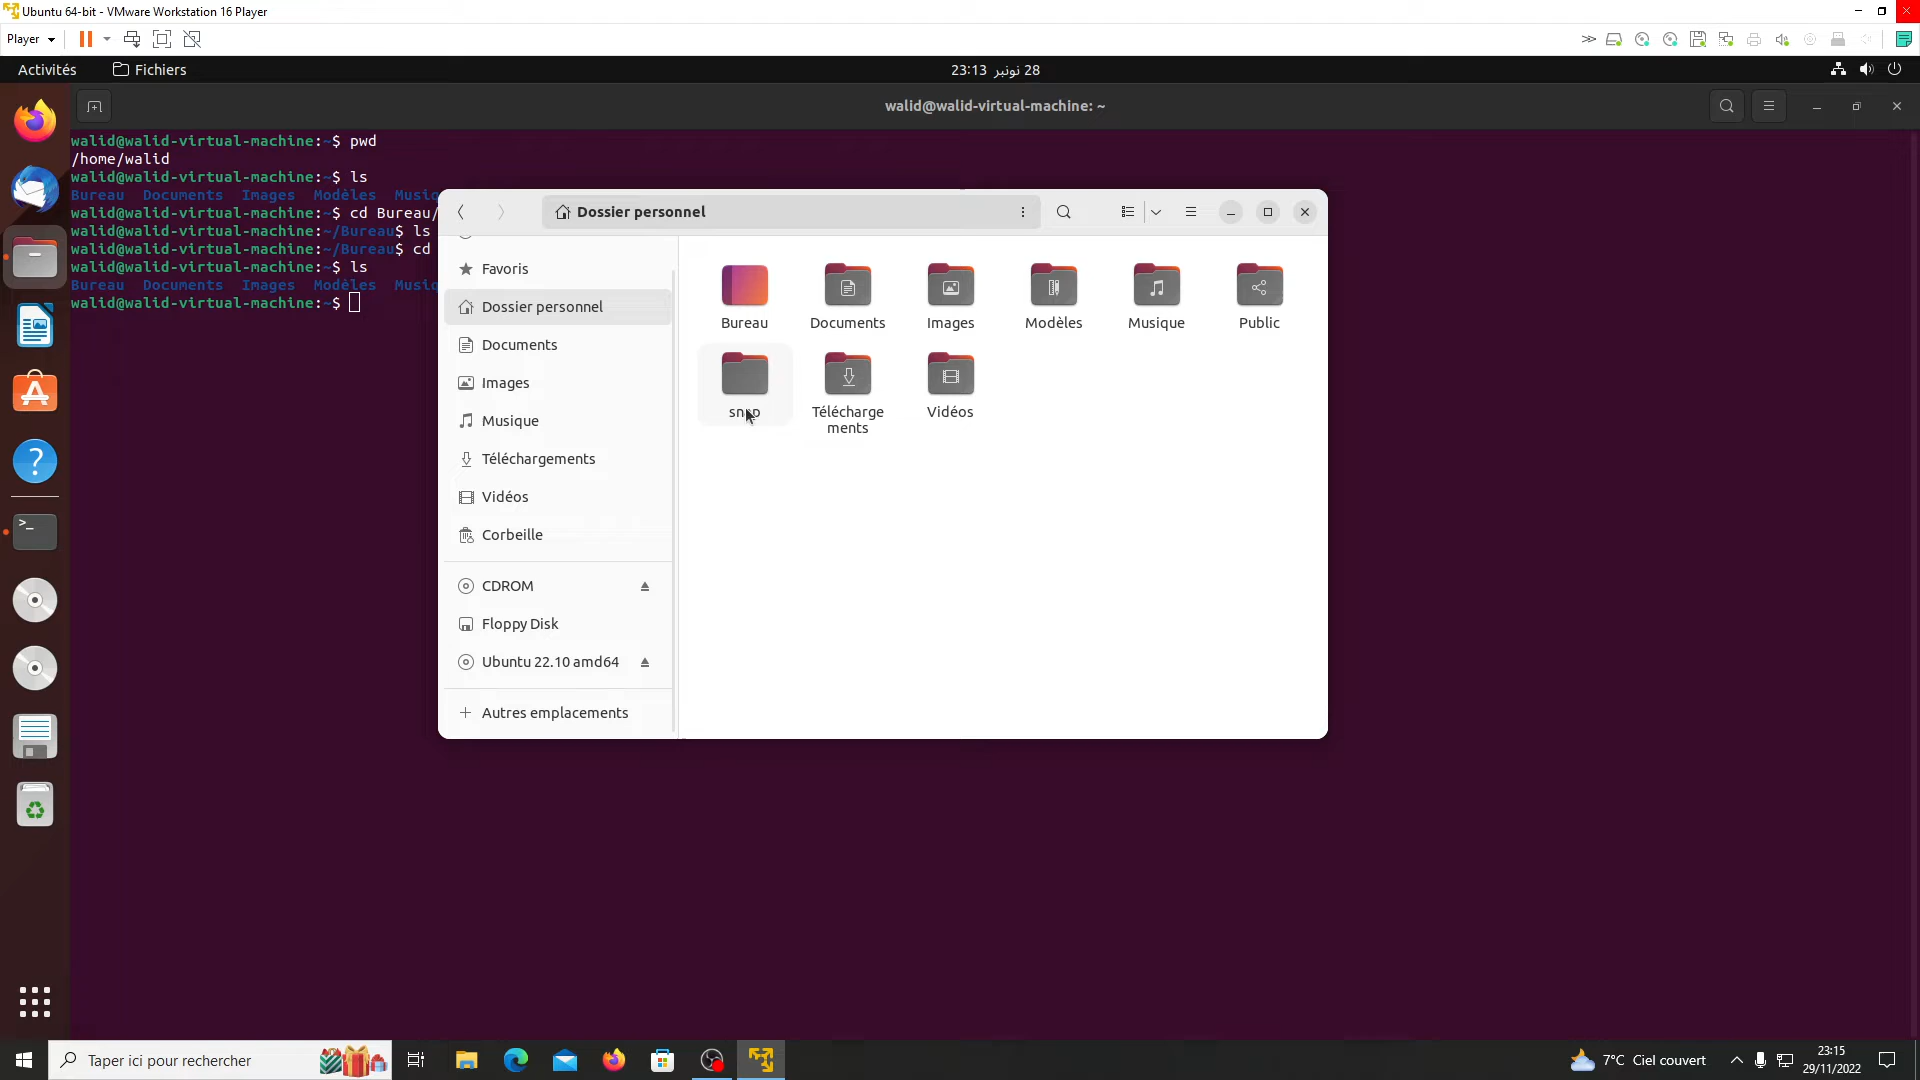 Ubuntu 64-bit - VMware Workstation 16 Player
Player
Activités
Fichiers
23:13 نونبر 28
walid@walid-virtual-machine: ~
walid@walid-virtual-machine:~$ pwd
/home/walid
walid@walid-virtual-machine:~$ ls
Bureau Documents Images Modèles
walid@walid-virtual-machine:~$ cd Bureau/
walid@walid-virtual-machine:~/Bureau$ ls
walid@walid-virtual-machine:~/Bureau$ cd
walid@walid-virtual-machine:~$ ls
Bureau Documents Images Modèles
walid@walid-virtual-machine:~$
Dossier personnel
Favoris
Dossier personnel
Documents
Images
Musique
Téléchargements
Vidéos
Corbeille
CDROM
Floppy Disk
Ubuntu 22.10 amd64
Autres emplacements
Bureau
Documents
Images
Modèles
Musique
Public
snap
Télécharge
ments
Vidéos
Taper ici pour rechercher
7°C Ciel couvert
23:15
29/11/2022